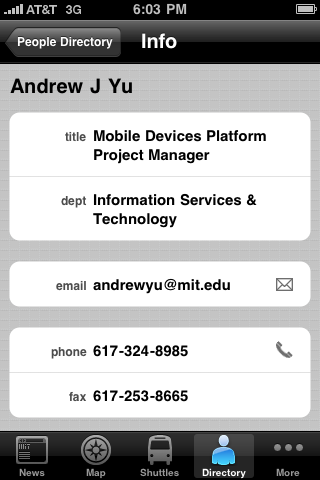 AT&T 3G 6:03 PM
People Directory Info
Andrew J Yu
title Mobile Devices Platform
Project Manager
dept Information Services &
Technology
email andrewyu@mit.edu
phone 617-324-8985
fax 617-253-8665
News Map Shuttles Directory More